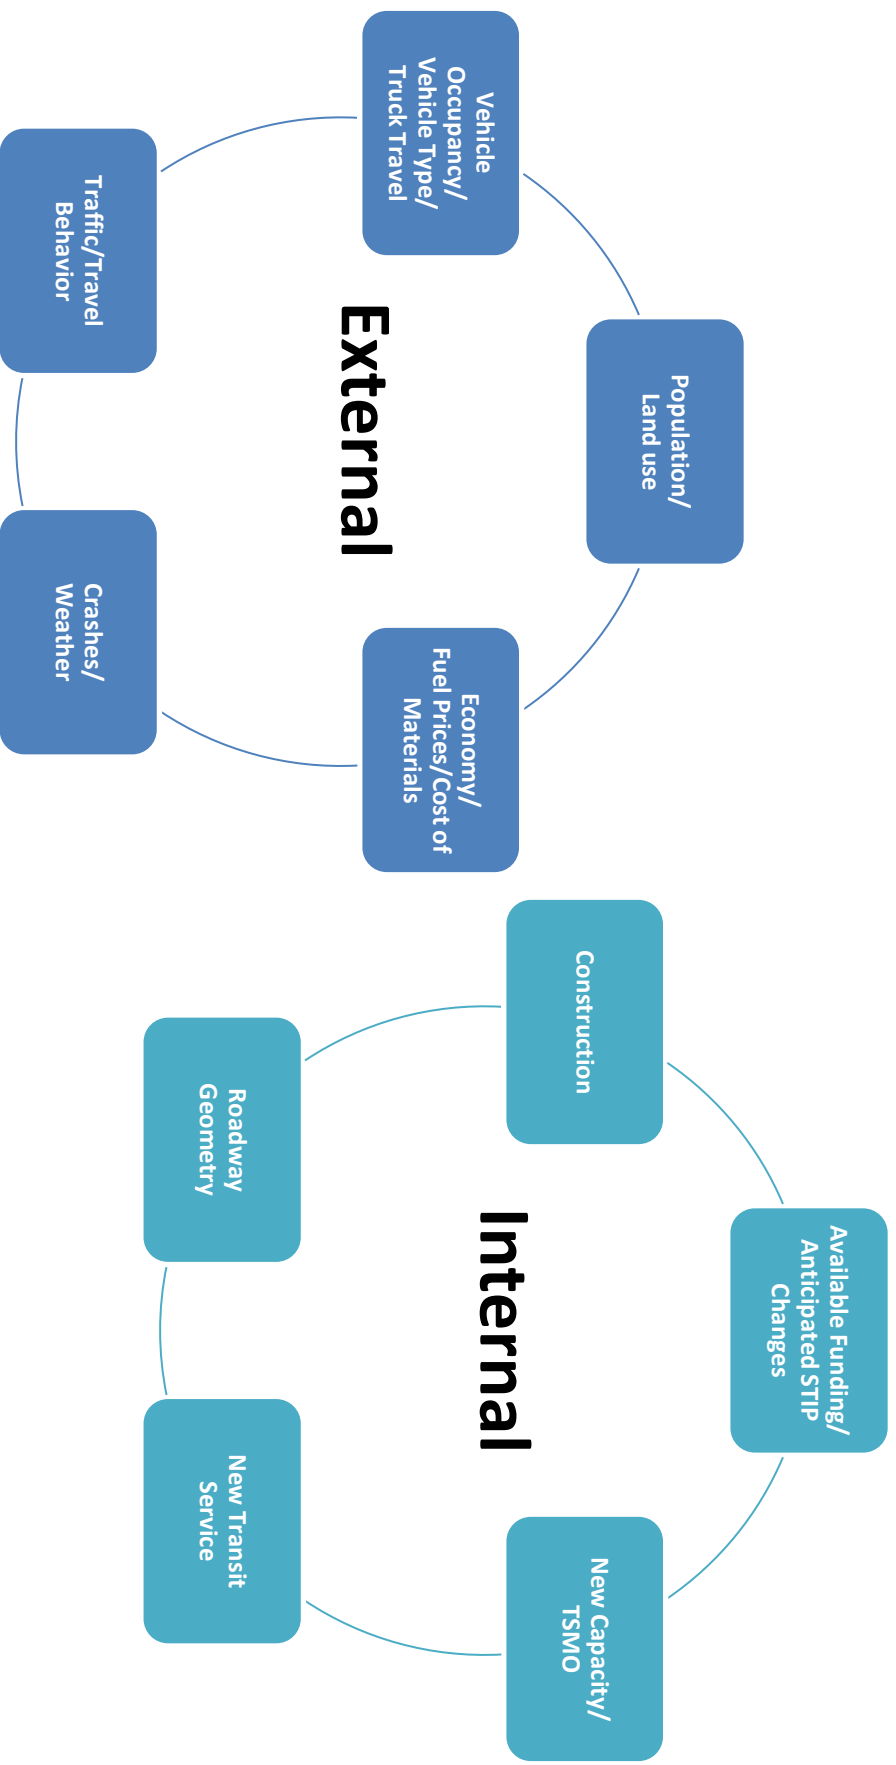 Population/
Land use
Economy/
Fuel Prices/Cost of
Materials
Crashes/
Weather
Traffic/Travel
Behavior
Vehicle
Occupancy/
Vehicle Type/
Truck Travel
External
Available Funding/
Anticipated STIP
Changes
New Capacity/
TSMO
New Transit
Service
Roadway
Geometry
Construction
Internal